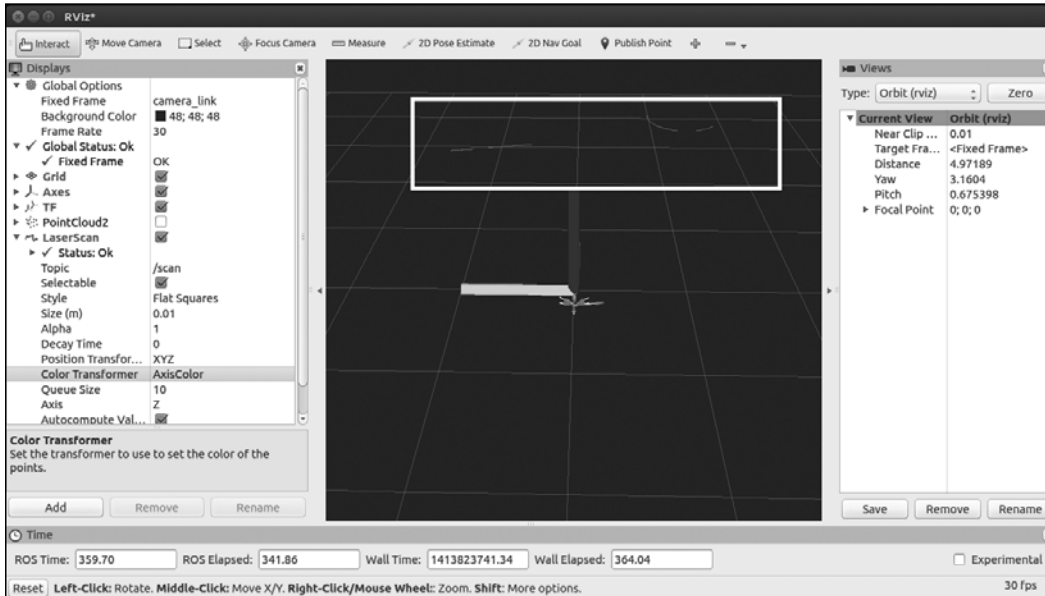 RViz*
Interact Move Camera Select Focus Camera Measure 2D Pose Estimate 2D Nav Goal Publish Point
Displays
Global Options
Fixed Frame camera_link
Background Color 48; 48; 48
Frame Rate 30
Global Status: Ok
Fixed Frame OK
Grid
Axes
TF
PointCloud2
LaserScan
Status: Ok
Topic /scan
Selectable
Style Flat Squares
Size (m) 0.01
Alpha 1
Decay Time 0
Position Transfor... XYZ
Color Transformer AxisColor
Queue Size 10
Axis Z
Autocompute Val...
Color Transformer
Set the transformer to use to set the color of the
points.
Add Remove Rename
Views
Type: Orbit (rviz) Zero
Current View Orbit (rviz)
Near Clip ... 0.01
Target Fra... <Fixed Frame>
Distance 4.97189
Yaw 3.1604
Pitch 0.675398
Focal Point 0; 0; 0
Save Remove Rename
Time
ROS Time: 359.70 ROS Elapsed: 341.86 Wall Time: 1413823741.34 Wall Elapsed: 364.04 Experimental
Reset Left-Click: Rotate. Middle-Click: Move X/Y. Right-Click/Mouse Wheel:: Zoom. Shift: More options. 30 fps